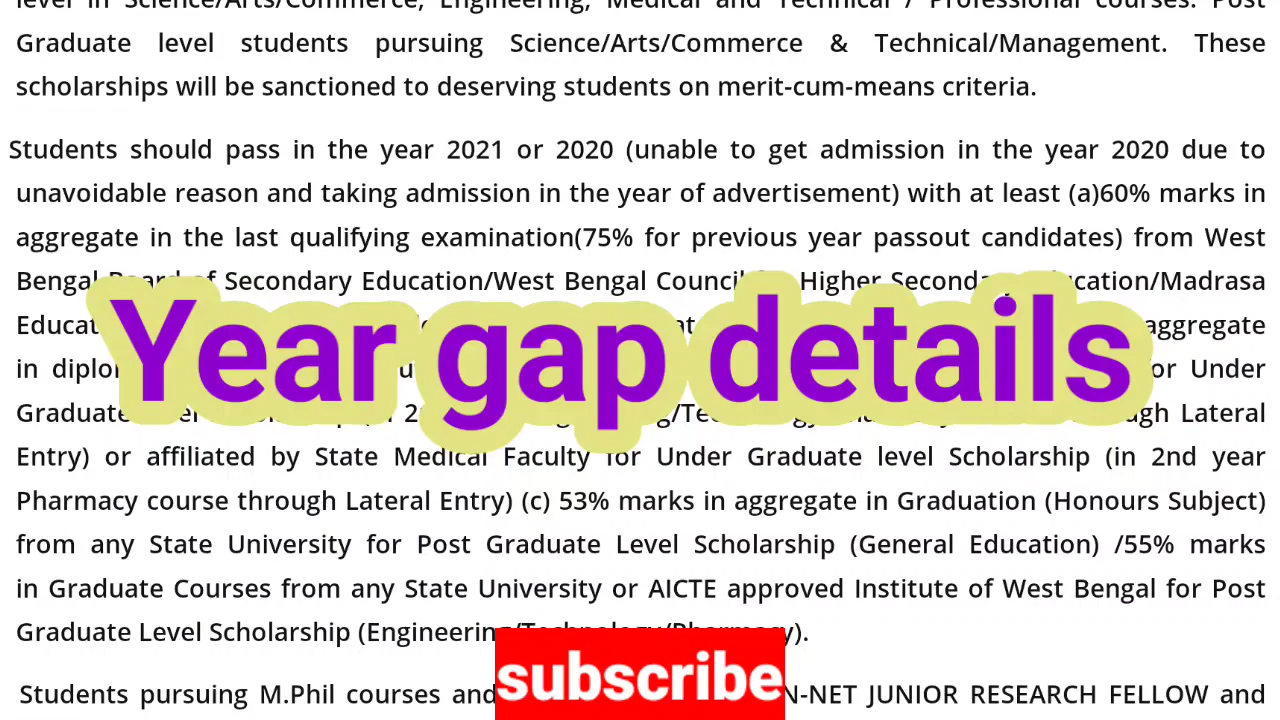 level in Science/Arts/Commerce, Engineering, Medical and Technical / Professional courses. Post
Graduate level students pursuing Science/Arts/Commerce & Technical/Management. These
scholarships will be sanctioned to deserving students on merit-cum-means criteria.
Students should pass in the year 2021 or 2020 (unable to get admission in the year 2020 due to
unavoidable reason and taking admission in the year of advertisement) with at least (a)60% marks in
aggregate in the last qualifying examination(75% for previous year passout candidates) from West
Bengal Board of Secondary Education/West Bengal Council Higher Secondary Education/Madrasa
aggregate
in or Under
Graduate Lateral
Year gap details
Entry) or affiliated by State Medical Faculty for Under Graduate level Scholarship (in 2nd year
Pharmacy course through Lateral Entry) (c) 53% marks in aggregate in Graduation (Honours Subject)
from any State University for Post Graduate Level Scholarship (General Education) /55% marks
in Graduate Courses from any State University or AICTE approved Institute of West Bengal for Post
Graduate Level Scholarship (Engineering/Technology/Pharmacy).
Students pursuing M.Phil courses and N-NET JUNIOR RESEARCH FELLOW and
subscribe